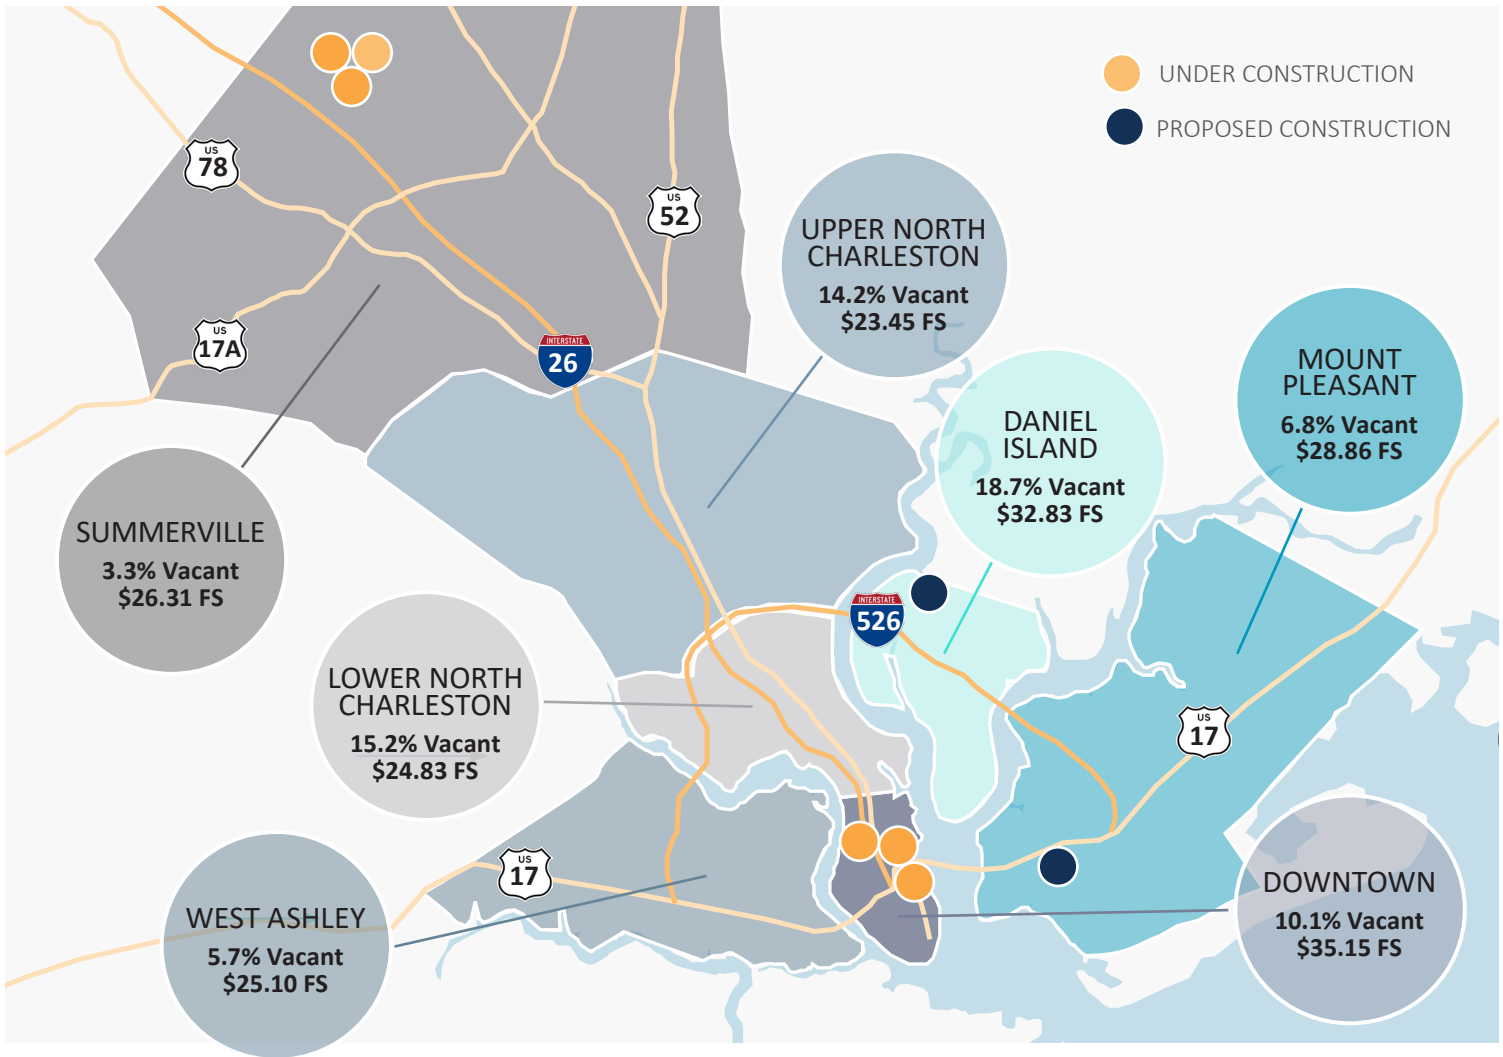 UNDER CONSTRUCTION
PROPOSED CONSTRUCTION
US
78
US
52
US
17A
INTERSTATE
26
UPPER NORTH
CHARLESTON
14.2% Vacant
$23.45 FS
MOUNT
PLEASANT
6.8% Vacant
$28.86 FS
DANIEL
ISLAND
18.7% Vacant
$32.83 FS
SUMMERVILLE
3.3% Vacant
$26.31 FS
INTERSTATE
526
LOWER NORTH
CHARLESTON
15.2% Vacant
$24.83 FS
US
17
US
17
WEST ASHLEY
5.7% Vacant
$25.10 FS
DOWNTOWN
10.1% Vacant
$35.15 FS